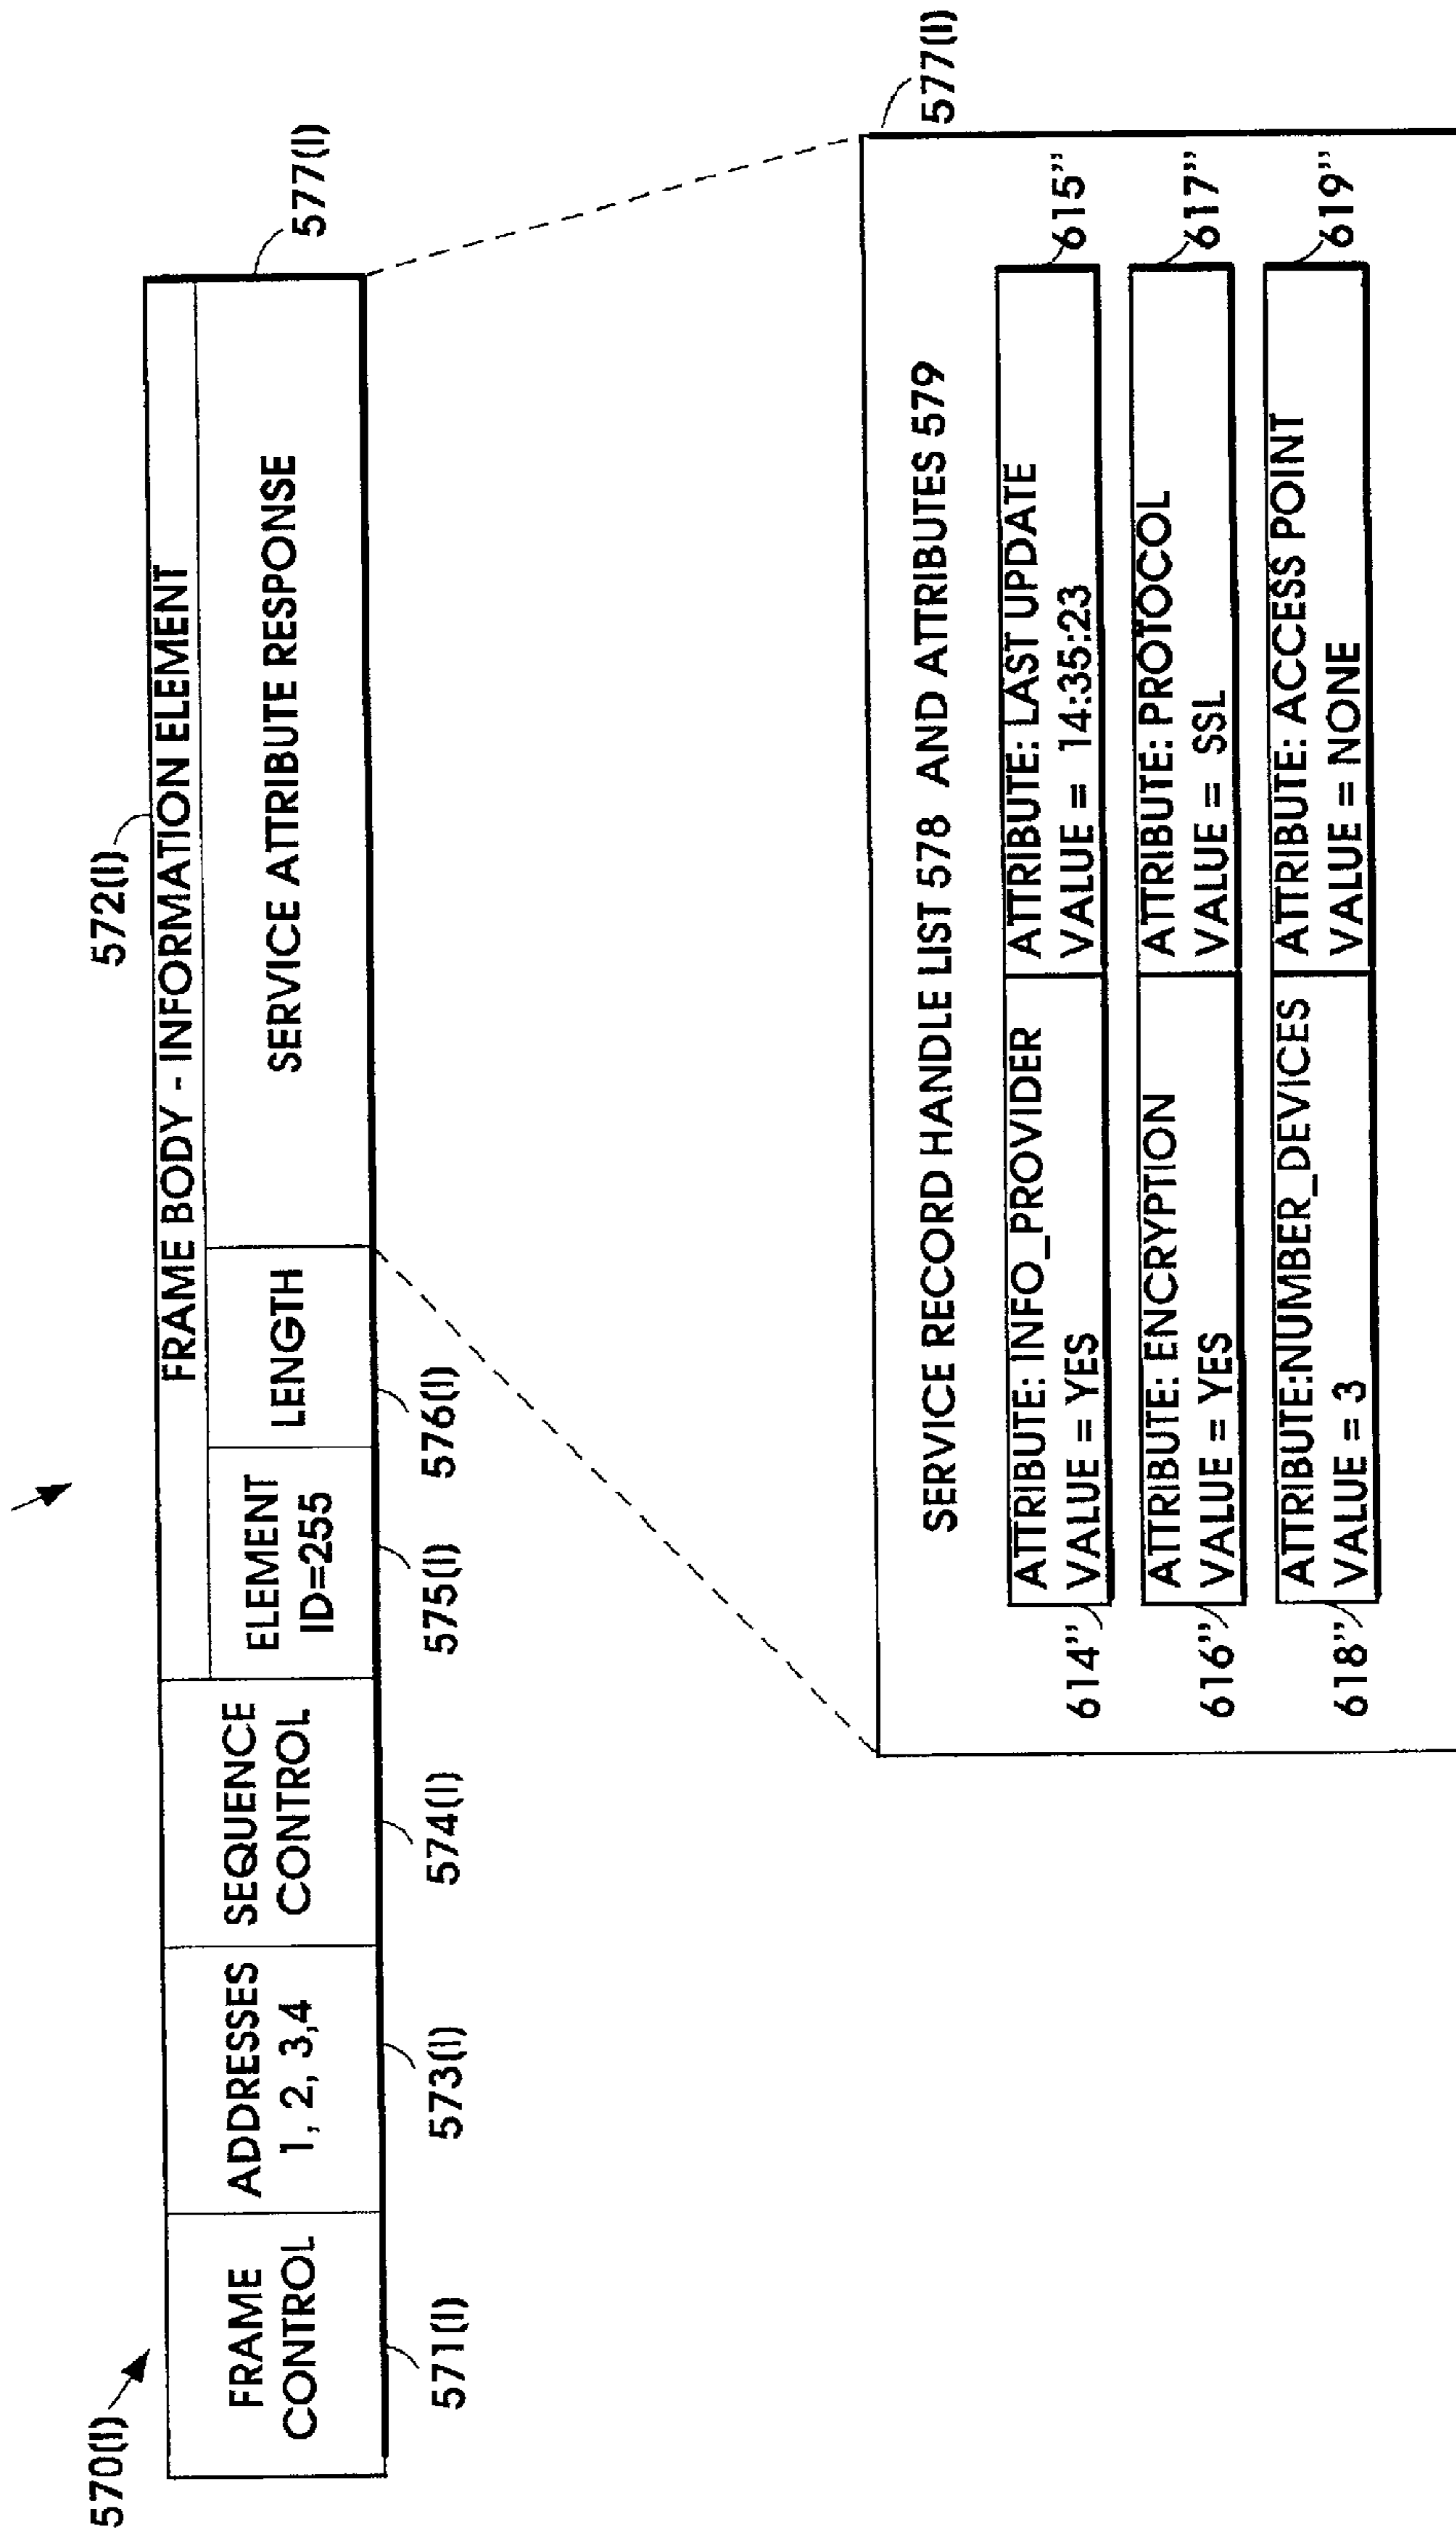 570(I)
572(I)
FRAME
CONTROL
ADDRESSES
1, 2, 3,4
SEQUENCE
CONTROL
FRAME BODY - INFORMATION ELEMENT
ELEMENT
ID=255
LENGTH
SERVICE ATTRIBUTE RESPONSE
571(I)
573(I)
574(I)
575(I)
576(I)
577(I)
577(I)
SERVICE RECORD HANDLE LIST 578 AND ATTRIBUTES 579
614"
ATTRIBUTE: INFO_PROVIDER
VALUE = YES
ATTRIBUTE: LAST UPDATE
VALUE = 14:35:23
615"
616"
ATTRIBUTE: ENCRYPTION
VALUE = YES
ATTRIBUTE: PROTOCOL
VALUE = SSL
617"
618"
ATTRIBUTE:NUMBER_DEVICES
VALUE = 3
ATTRIBUTE: ACCESS POINT
VALUE = NONE
619"